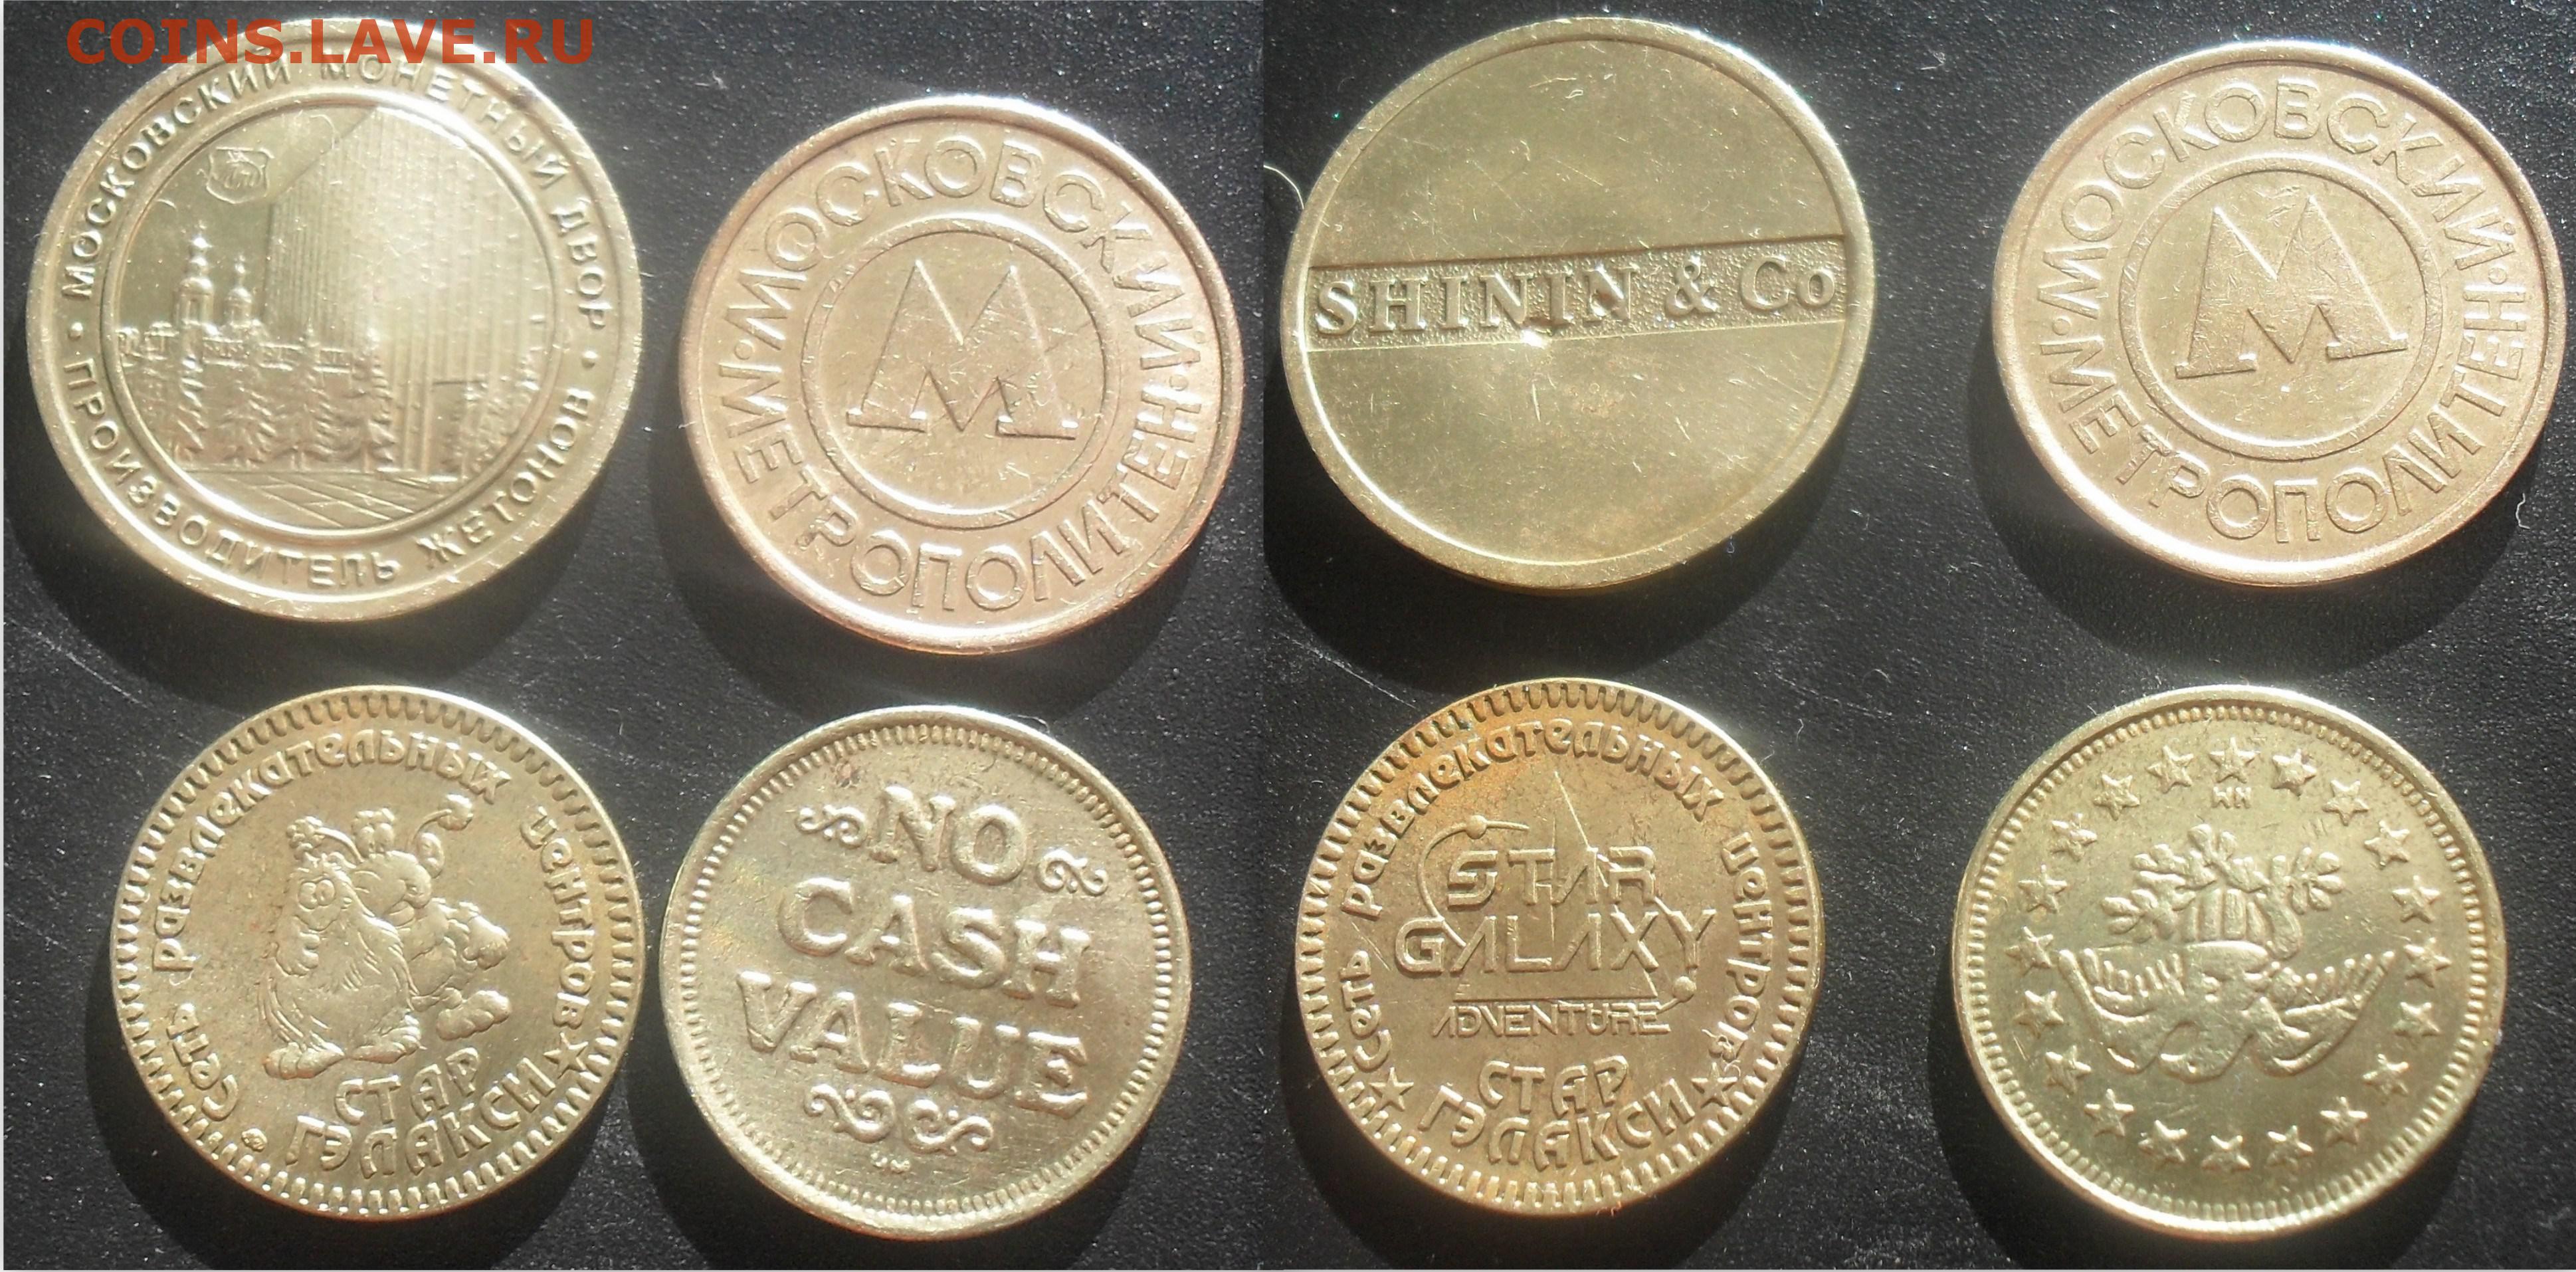 COINS.LAVE.RU
• МОСКОВСКИЙ МОНЕТНЫЙ ДВОР •
ПРОИЗВОДИТЕЛЬ ЖЕТОНОВ
• МОСКОВСКИЙ •
МЕТРОПОЛИТЕН
М
SHININ & Co
• МОСКОВСКИЙ •
МЕТРОПОЛИТЕН
М
Сеть развлекательных центров
СТАР
ГЭЛАКСИ
NO
CASH
VALUE
Сеть развлекательных центров
STAR
GALAXY
ADVENTURE
СТАР
ГЭЛАКСИ